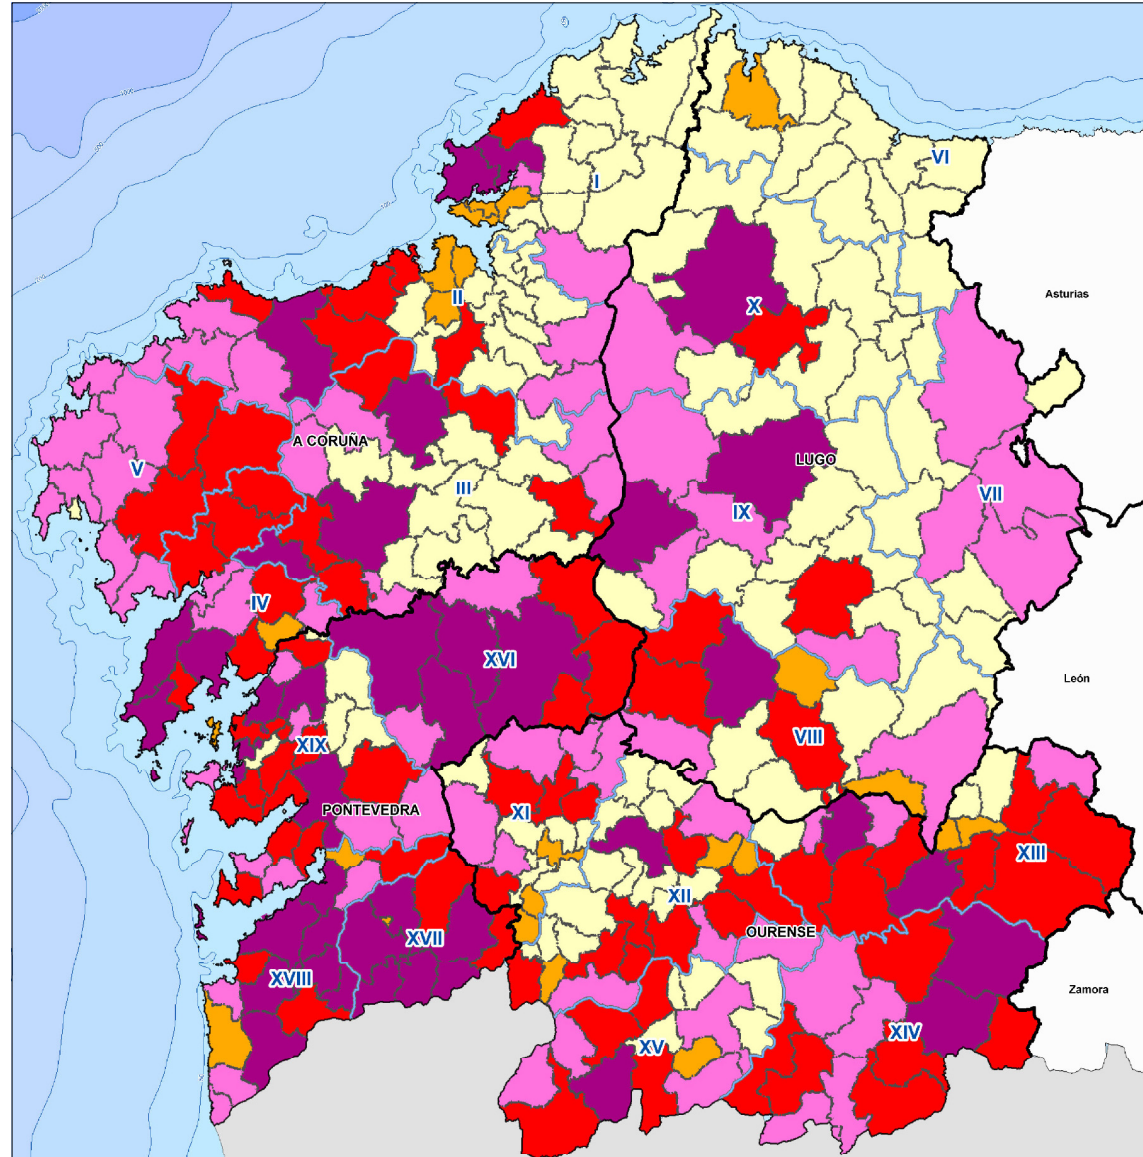 VI
Asturias
I
II
X
A CORUÑA
V
LUGO
III
IX
VII
IV
XVI
León
VIII
XIX
PONTEVEDRA
XI
XIII
XII
OURENSE
XVII
XVIII
Zamora
XIV
XV